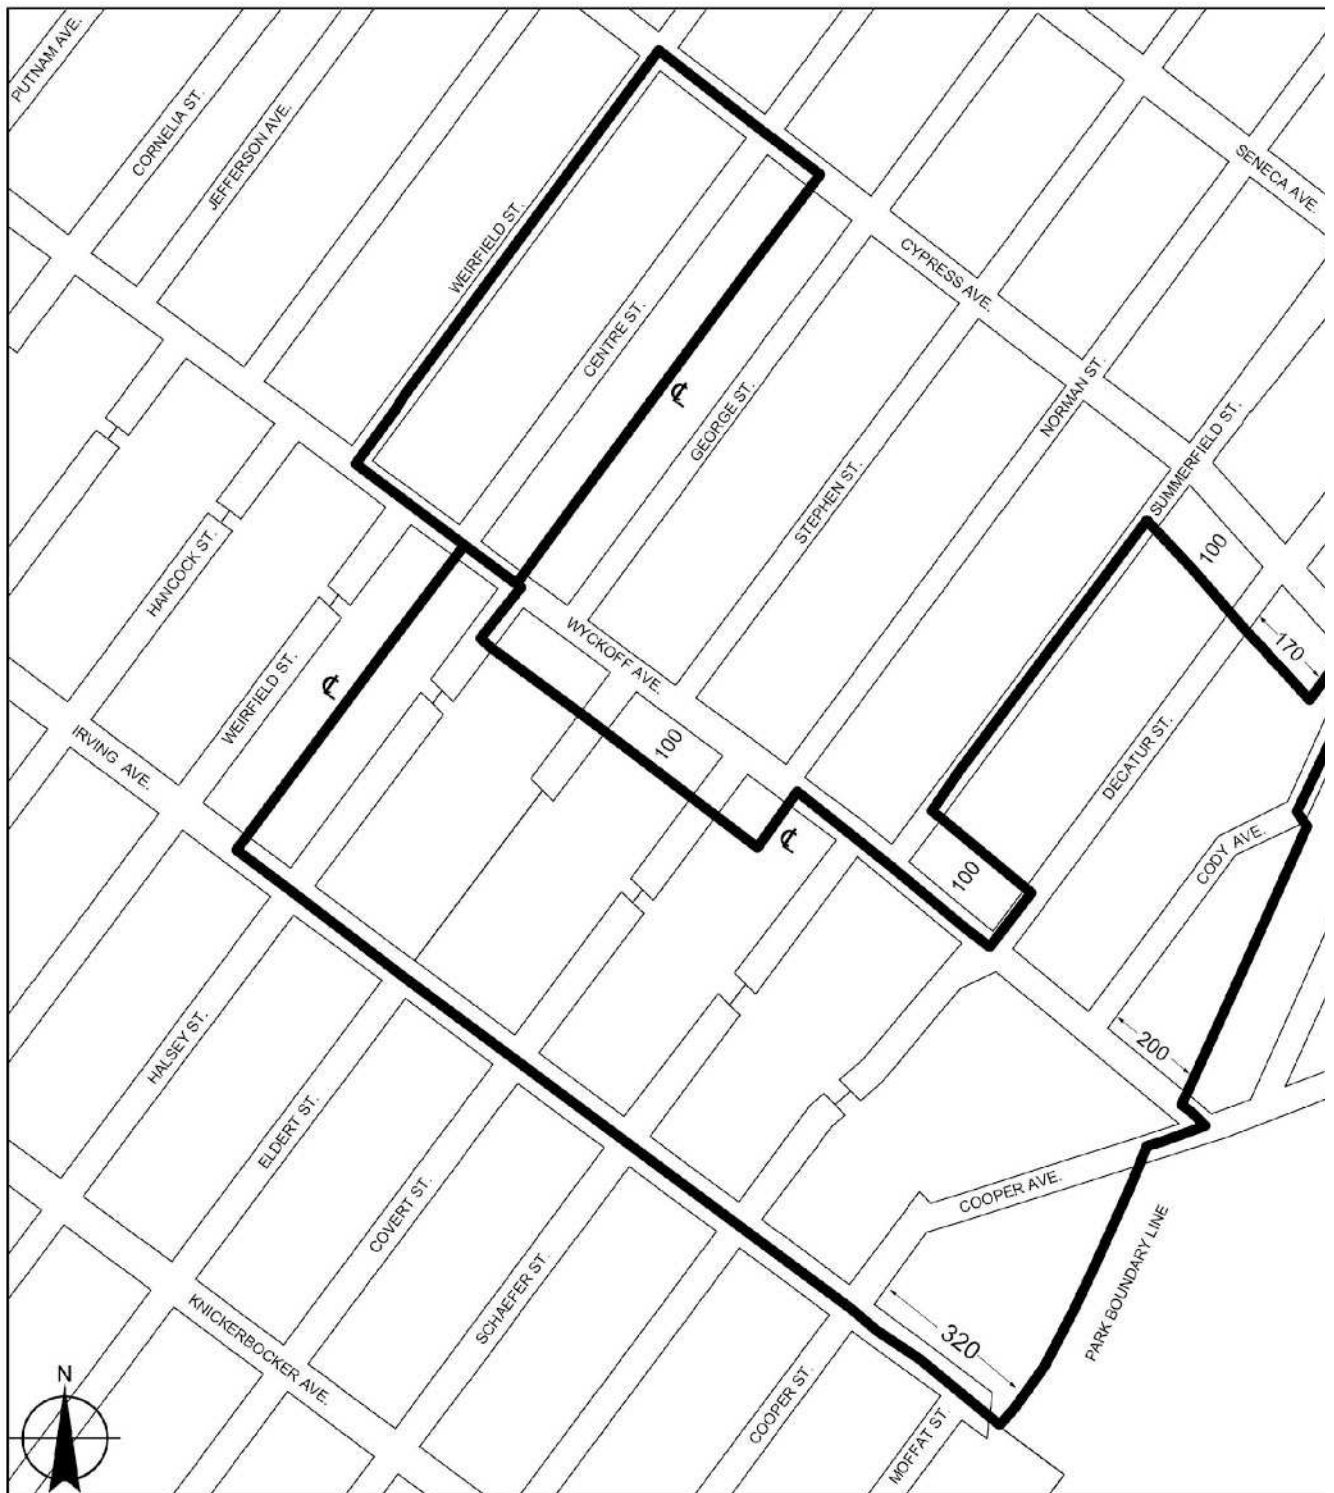 PUTNAM AVE.
CORNELIA ST.
JEFFERSON AVE.
SENECA AVE.
WEIRFIELD ST.
CYPRESS AVE.
CENTRE ST.
℄
GEORGE ST.
NORMAN ST.
SUMMERFIELD ST.
STEPHEN ST.
100
HANCOCK ST.
WYCKOFF AVE.
170
WEIRFIELD ST.
℄
IRVING AVE.
100
DECATUR ST.
℄
CODY AVE.
100
HALSEY ST.
200
ELDERT ST.
COOPER AVE.
COVERT ST.
PARK BOUNDARY LINE
SCHAEFER ST.
320
KNICKERBOCKER AVE.
COOPER ST.
MOFFAT ST.
N